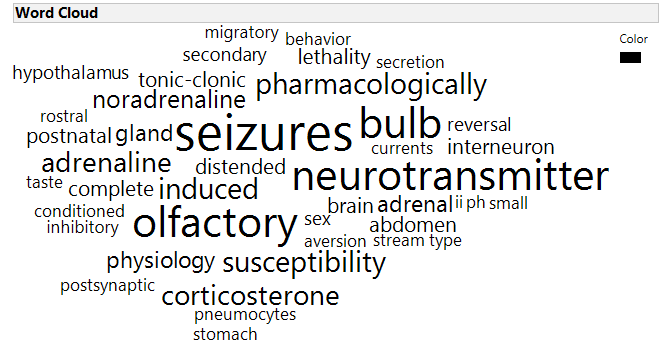 Word Cloud
Color
migratory
behavior
secondary
lethality
secretion
hypothalamus
tonic-clonic
pharmacologically
noradrenaline
rostral
seizures
bulb
reversal
postnatal
gland
currents
interneuron
adrenaline
distended
neurotransmitter
taste
complete
induced
brain
adrenal
ii
ph
small
conditioned
olfactory
sex
abdomen
inhibitory
aversion
stream
type
physiology
susceptibility
postsynaptic
corticosterone
pneumocytes
stomach